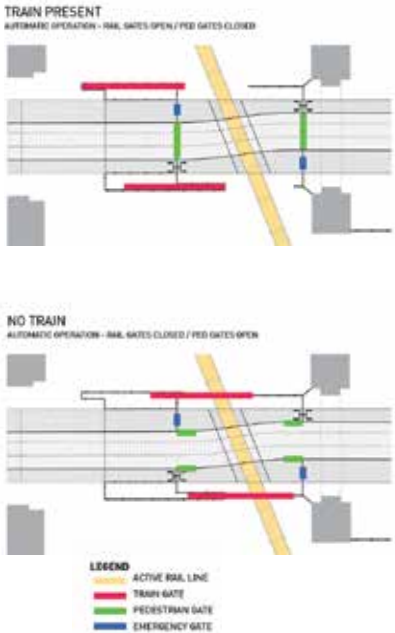 TRAIN PRESENT
AUTOMATIC OPERATION - RAIL GATES OPEN / PED GATES CLOSED
NO TRAIN
AUTOMATIC OPERATION - RAIL GATES CLOSED / PED GATES OPEN
LEGEND
ACTIVE RAIL LINE
TRAIN GATE
PEDESTRIAN GATE
EMERGENCY GATE